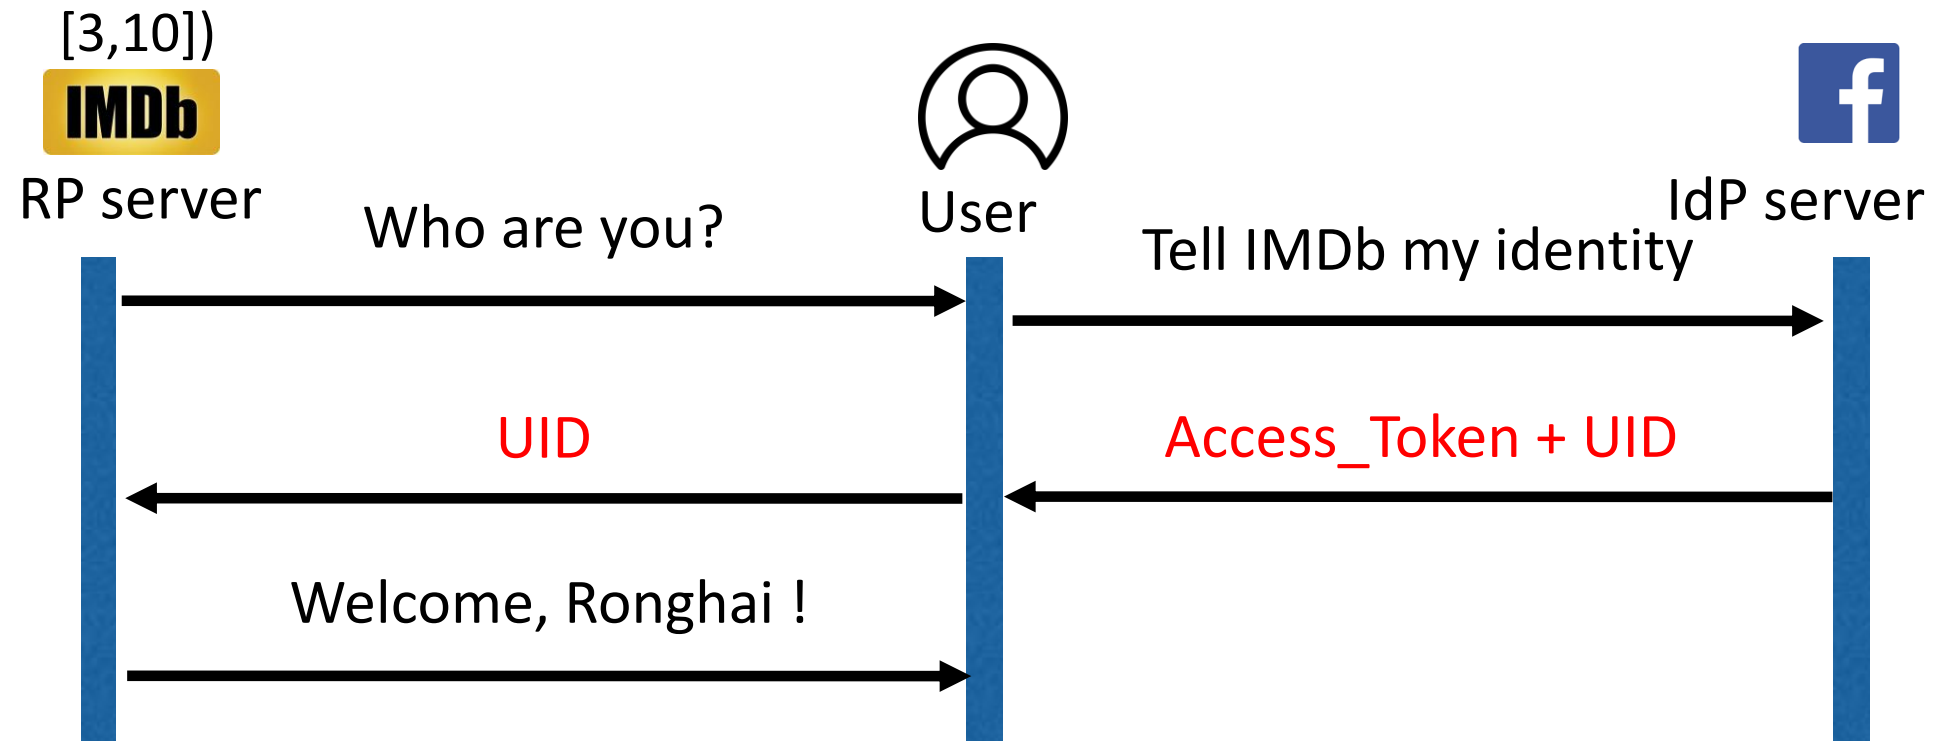 [3,10])
IMDb
RP server
User
IdP server
Who are you?
Tell IMDb my identity
UID
Access_Token + UID
Welcome, Ronghai !